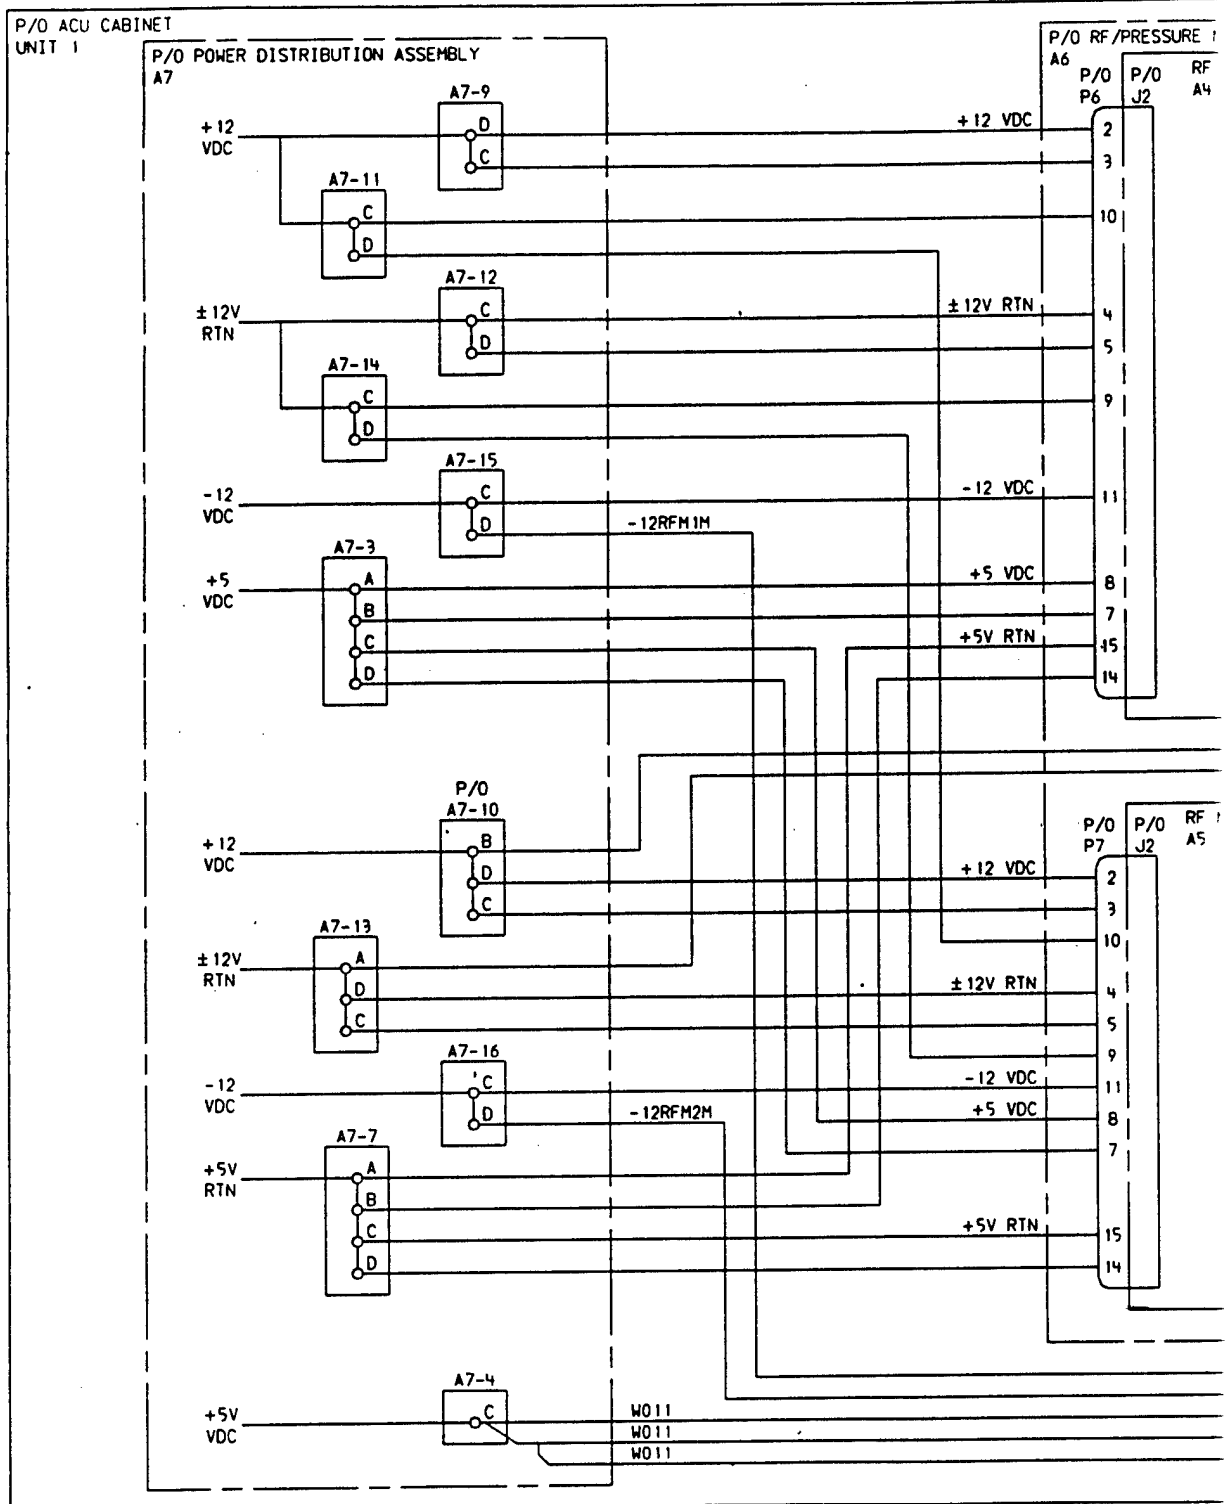 P/O ACU CABINET
UNIT 1
P/O POWER DISTRIBUTION ASSEMBLY
A7
P/O RF/PRESSURE
A6
P/O
P6
P/O
J2
RF
A4
A7-9
+12
VDC
D
C
+12 VDC
2
3
A7-11
C
D
10
A7-12
±12V
RTN
C
D
±12V RTN
4
5
A7-14
C
D
9
A7-15
-12
VDC
C
D
-12 VDC
11
-12RFM1M
A7-3
+5
VDC
A
B
C
D
+5 VDC
8
7
+5V RTN
15
14
P/O
A7-10
+12
VDC
B
D
C
P/O
P7
P/O
J2
RF
A5
+12 VDC
2
3
10
A7-13
±12V
RTN
A
D
C
±12V RTN
4
5
9
A7-16
-12
VDC
C
D
-12 VDC
11
-12RFM2M
+5 VDC
8
7
A7-7
+5V
RTN
A
B
C
D
+5V RTN
15
14
A7-4
+5V
VDC
C
W011
W011
W011